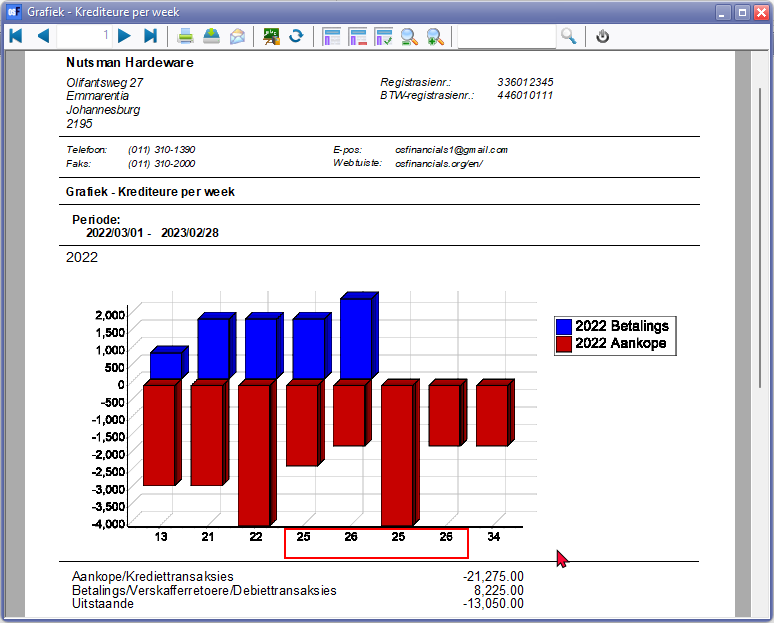 Grafiek - Krediteure per week
1
Nutsman Hardeware
Olifantsweg 27
Registrasienr.: 336012345
Emmarentia
BTW-registrasienr.: 446010111
Johannesburg
2195
Telefoon: (011) 310-1390 E-pos: csfinancials1@gmail.com
Faks: (011) 310-2000 Webtuiste: csfinancials.org/en/
Grafiek - Krediteure per week
Periode:
2022/03/01 - 2023/02/28
2022
2,000
1,500
1,000
500
0
-500
-1,000
-1,500
-2,000
-2,500
-3,000
-3,500
-4,000
13 21 22 25 26 25 26 34
2022 Betalings
2022 Aankope
Aankope/Krediettransaksies -21,275.00
Betalings/Verskafferretoere/Debiettransaksies 8,225.00
Uitstaande -13,050.00